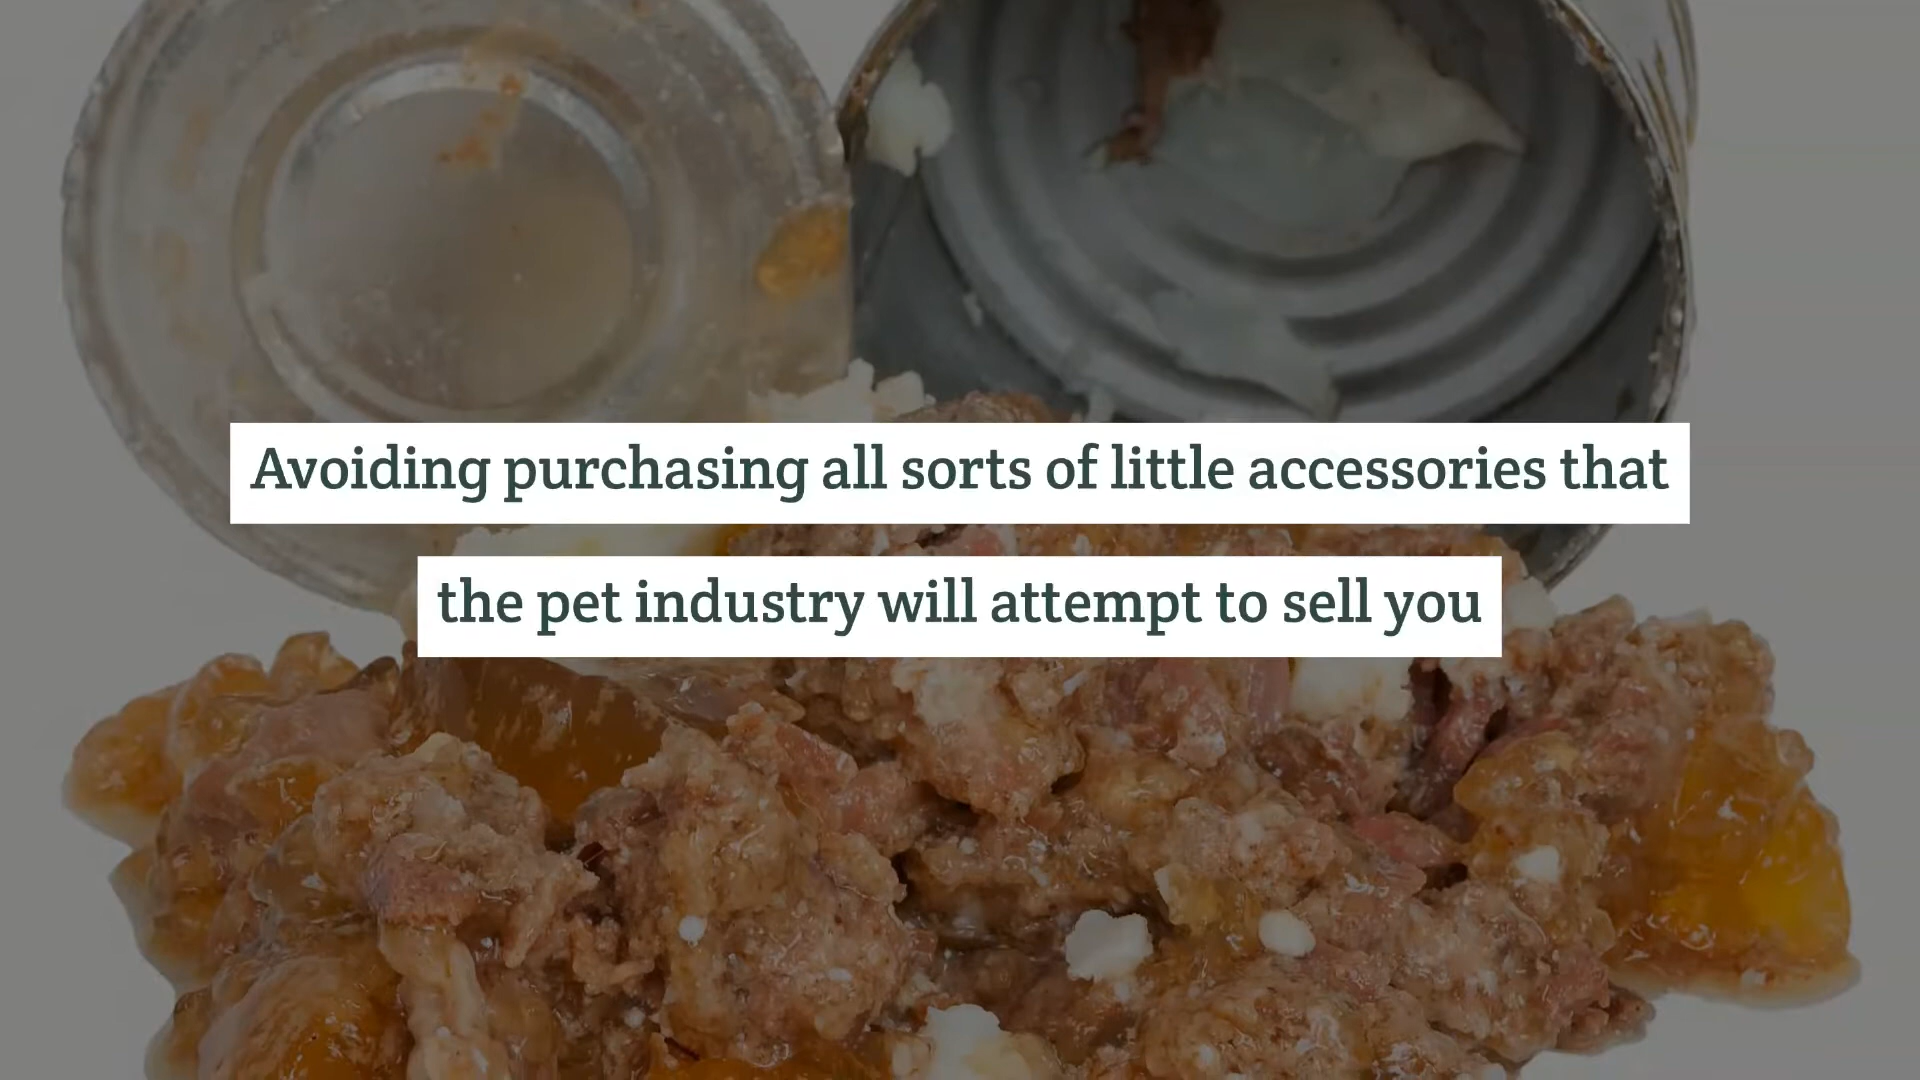 Avoiding purchasing all sorts of little accessories that
the pet industry will attempt to sell you